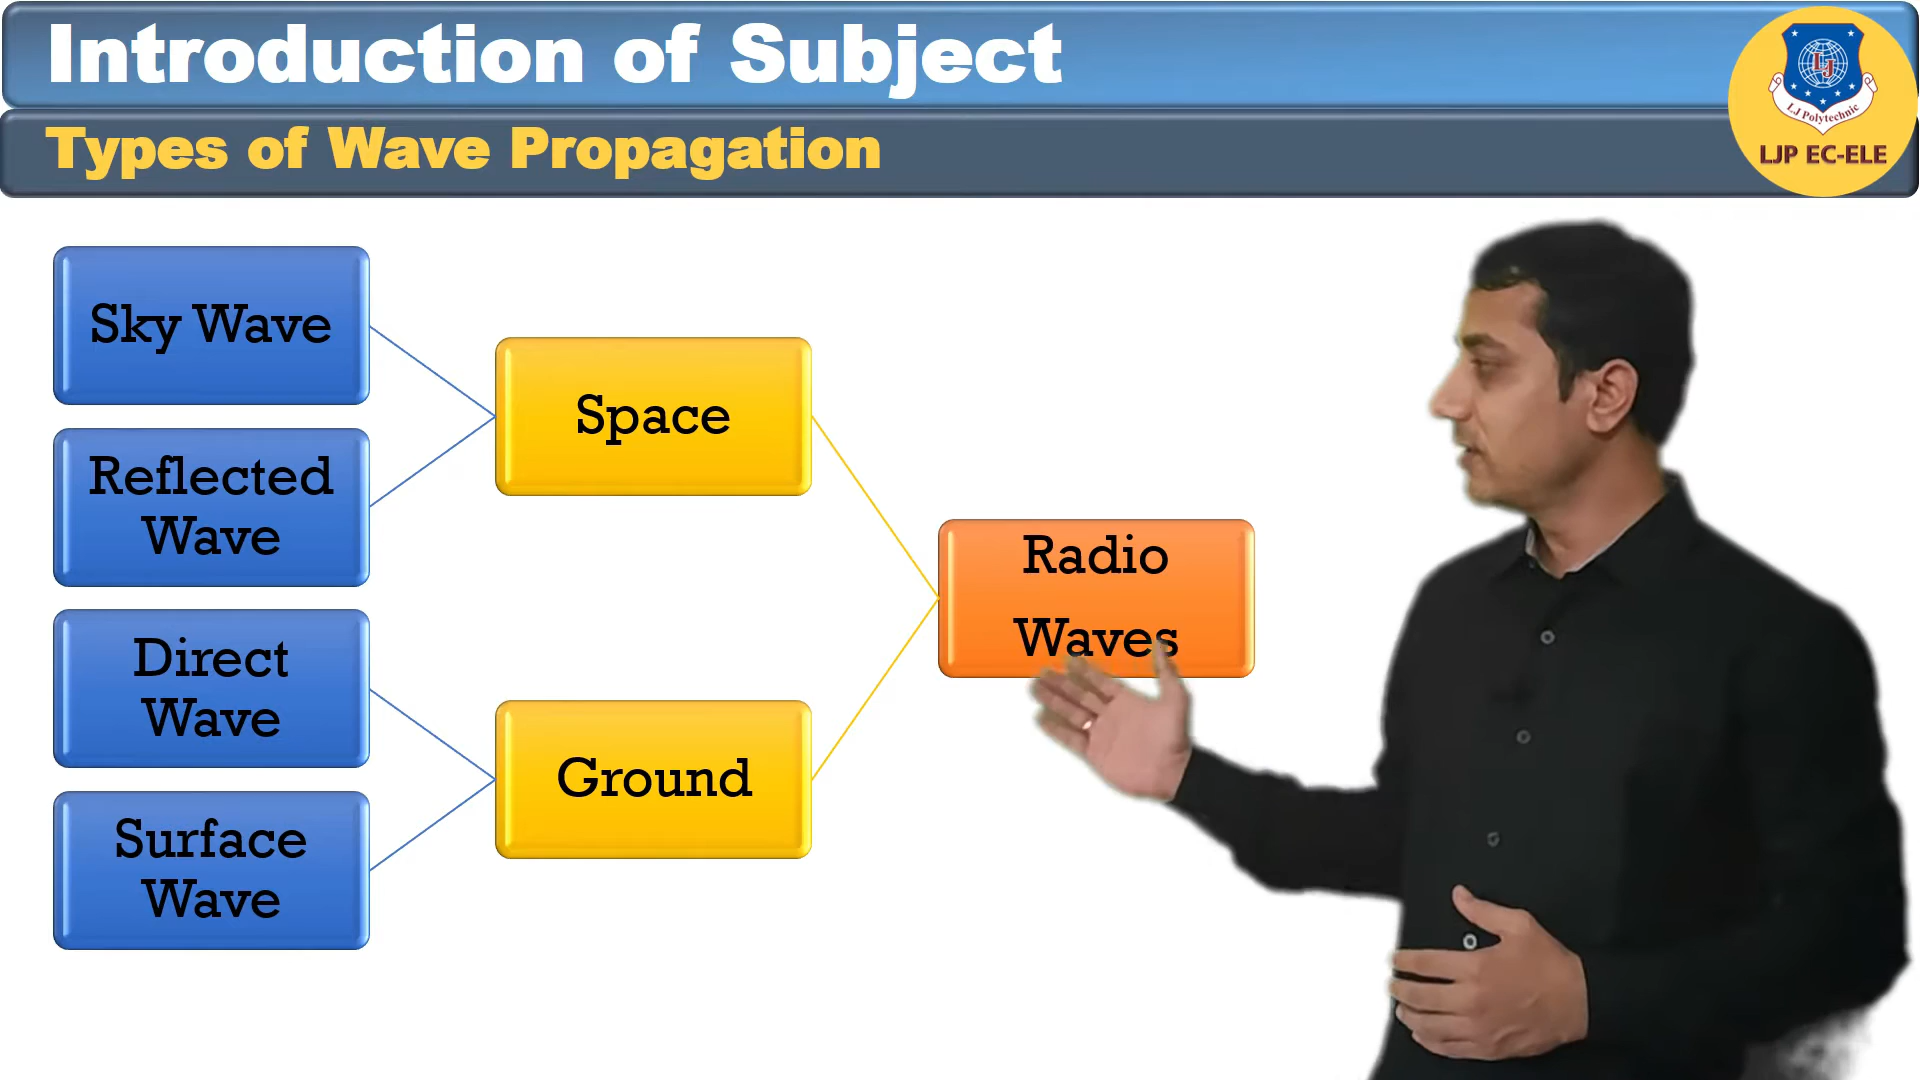 Introduction of Subject
Types of Wave Propagation
LJ
LJ Polytechnic
LJP EC-ELE
Sky Wave
Reflected
Wave
Direct
Wave
Surface
Wave
Space
Ground
Radio
Waves